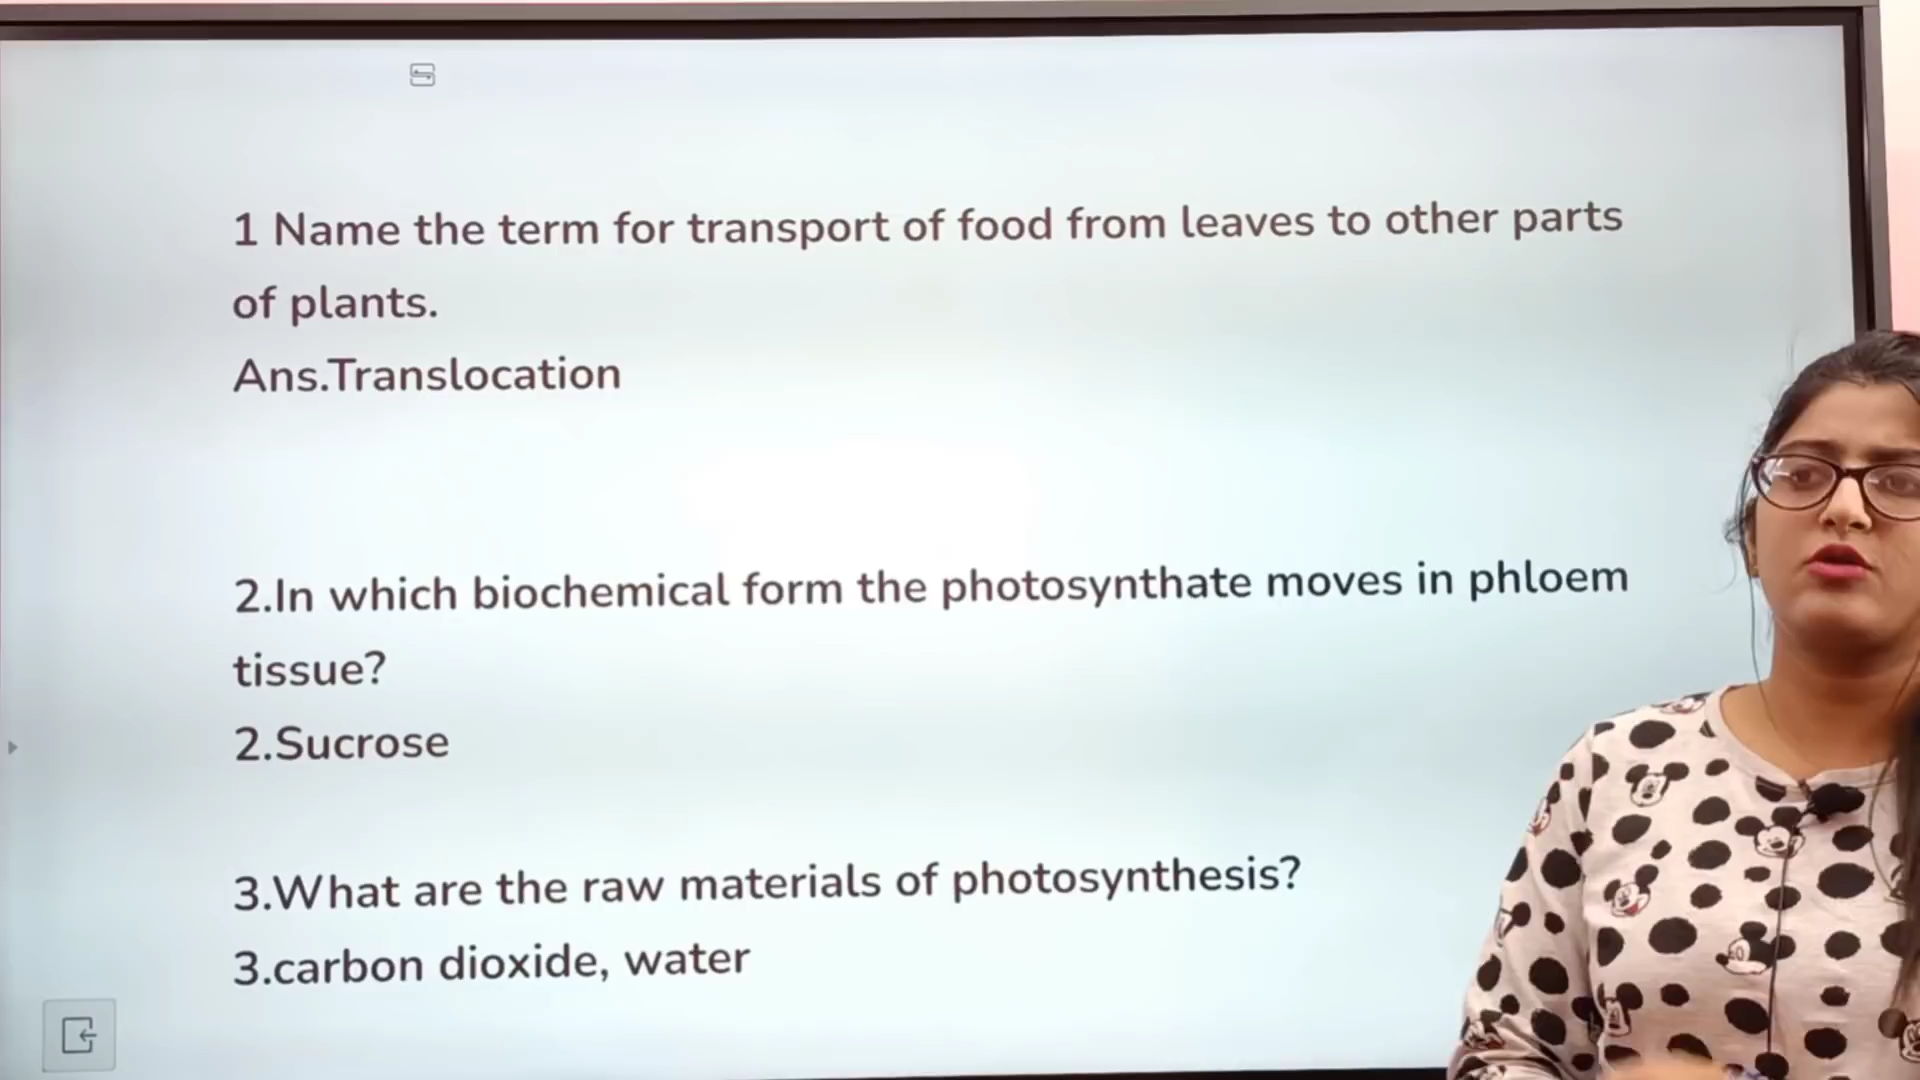 1 Name the term for transport of food from leaves to other parts
of plants.
Ans.Translocation
2.In which biochemical form the photosynthate moves in phloem
tissue?
2.Sucrose
3.What are the raw materials of photosynthesis?
3.carbon dioxide, water